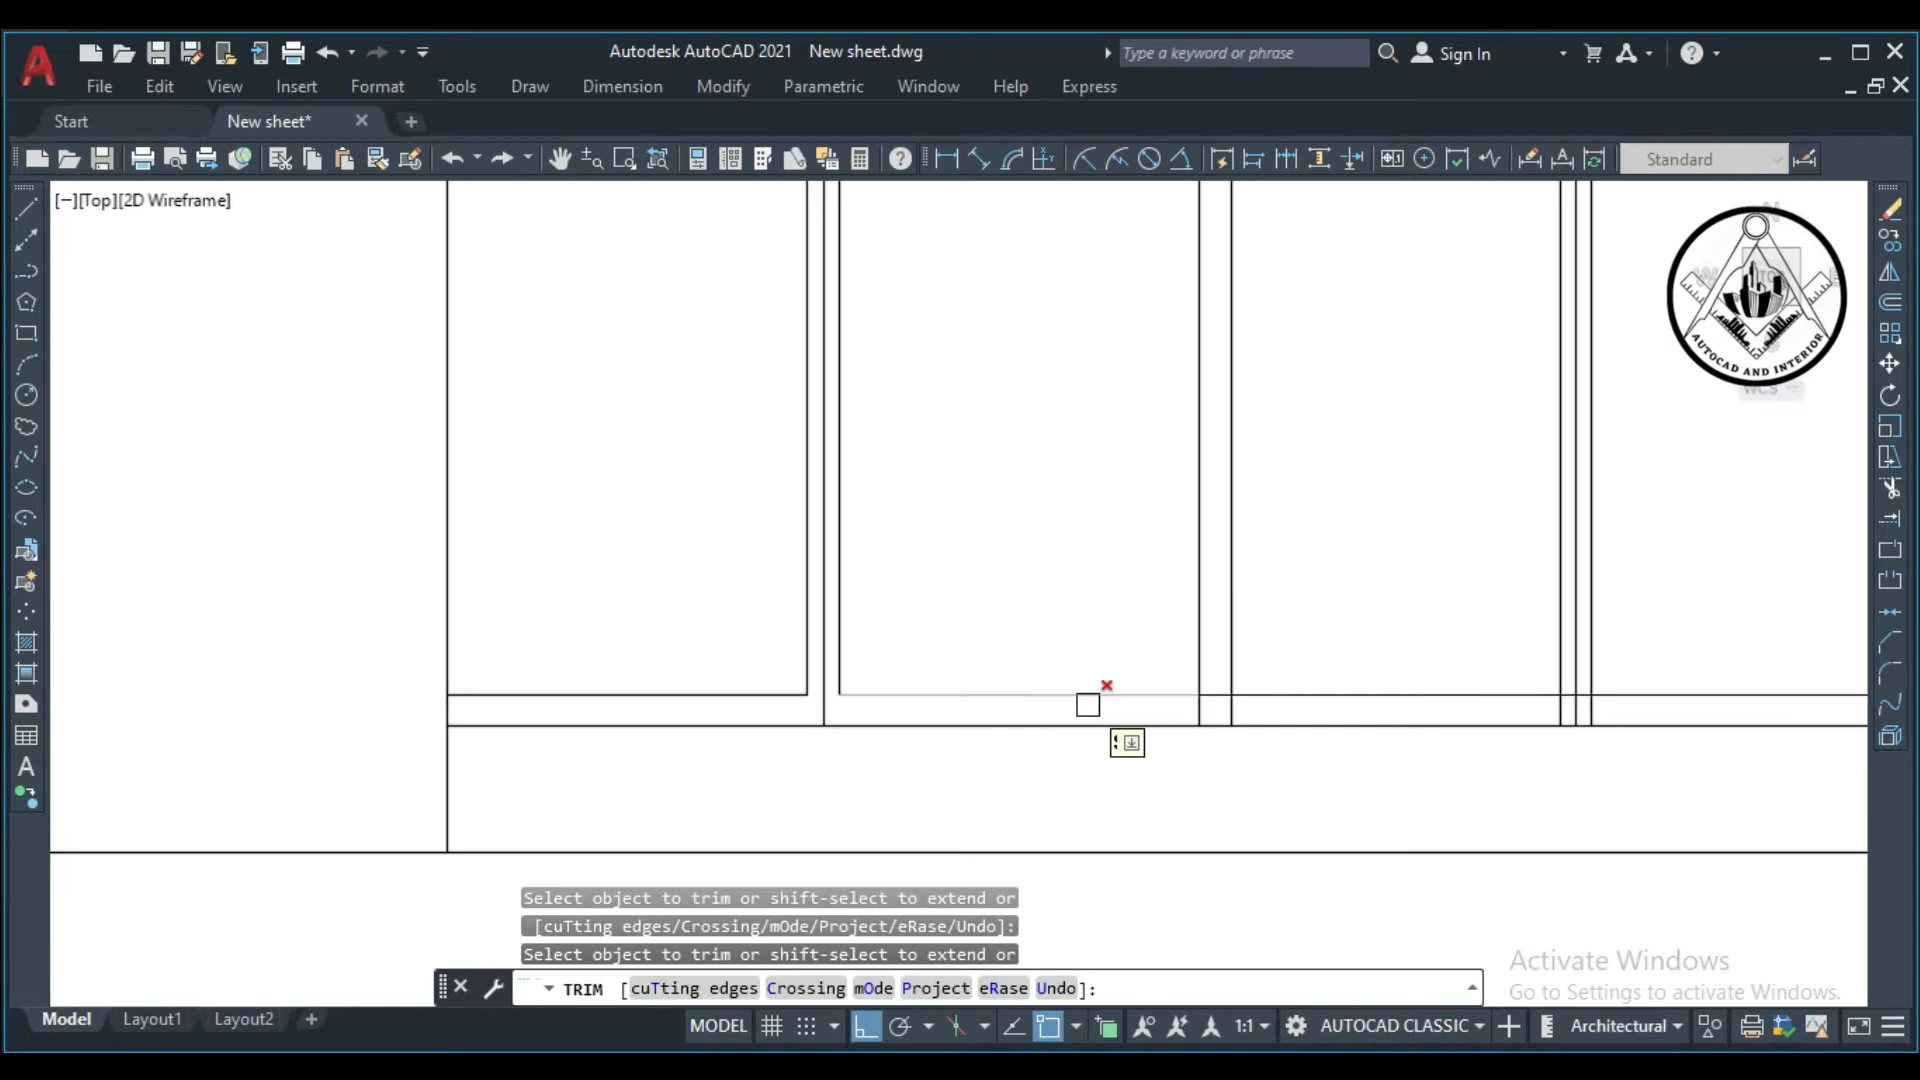 Autodesk AutoCAD 2021 New sheet.dwg
Type a keyword or phrase
Sign In
File Edit View Insert Format Tools Draw Dimension Modify Parametric Window Help Express
Start New sheet*
Standard
[−][Top][2D Wireframe]
AUTOCAD AND INTERIOR
WCS
Select object to trim or shift-select to extend or
[cuTting edges/Crossing/mOde/Project/eRase/Undo]:
Select object to trim or shift-select to extend or
TRIM [cuTting edges Crossing mOde Project eRase Undo]:
Activate Windows
Go to Settings to activate Windows.
Model Layout1 Layout2
MODEL 1:1 AUTOCAD CLASSIC Architectural